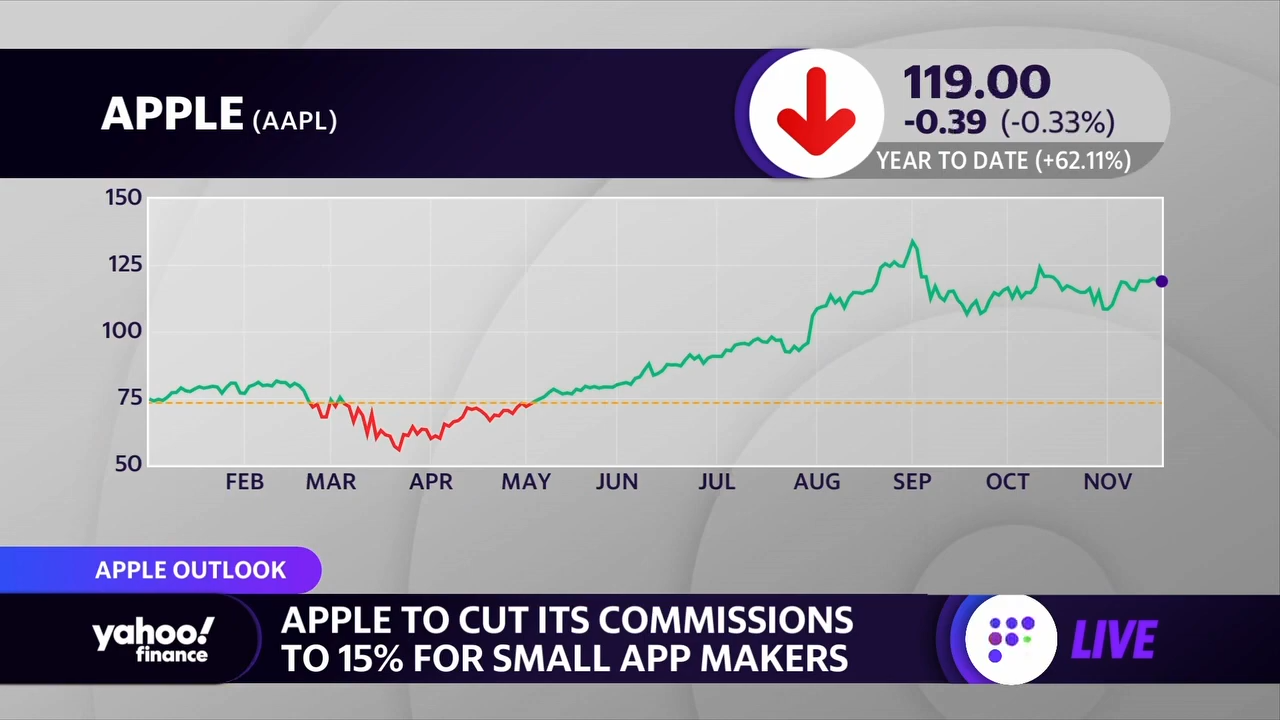 APPLE (AAPL)
119.00
-0.39 (-0.33%)
YEAR TO DATE (+62.11%)
150
125
100
75
50
FEB MAR APR MAY JUN JUL AUG SEP OCT NOV
APPLE OUTLOOK
yahoo!
finance
APPLE TO CUT ITS COMMISSIONS
TO 15% FOR SMALL APP MAKERS
LIVE